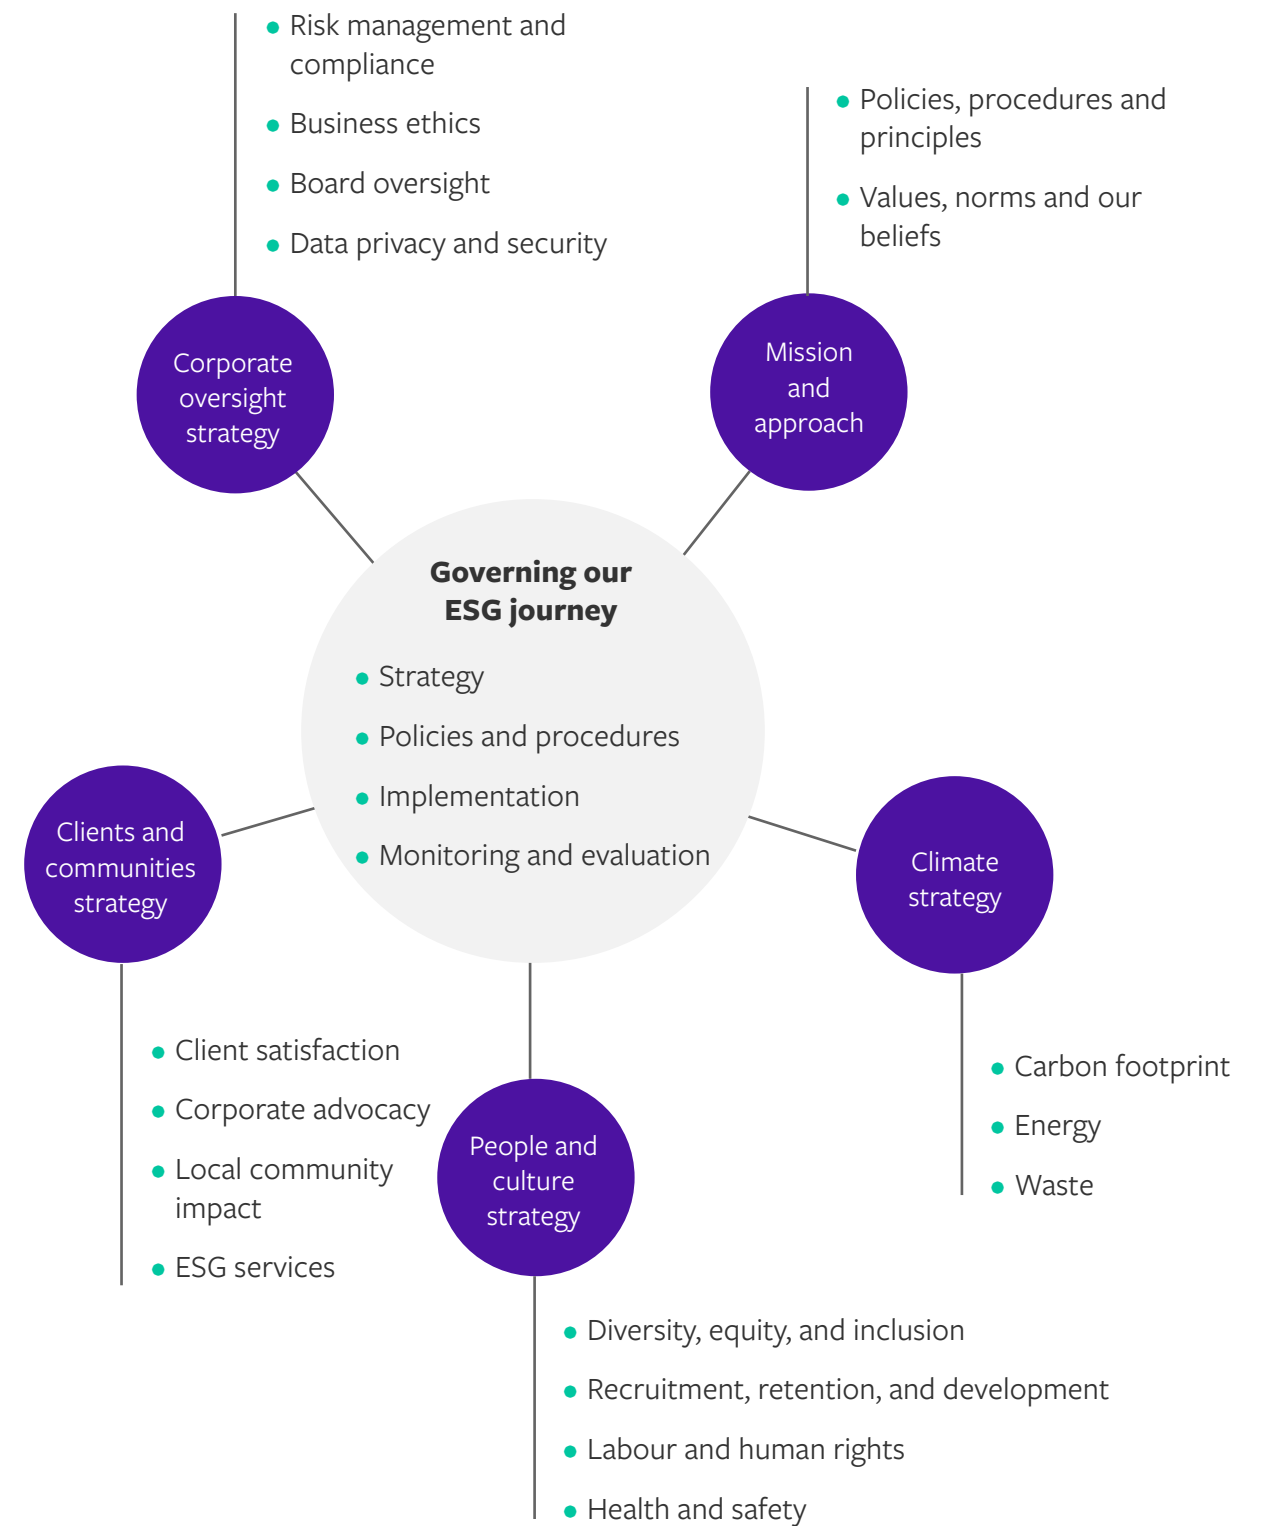 Risk management and
compliance
Business ethics
Board oversight
Data privacy and security
Policies, procedures and
principles
Values, norms and our
beliefs
Corporate
oversight
strategy
Mission
and
approach
Governing our
ESG journey
Strategy
Policies and procedures
Implementation
Monitoring and evaluation
Clients and
communities
strategy
Climate
strategy
Client satisfaction
Corporate advocacy
Local community
impact
ESG services
People and
culture
strategy
Carbon footprint
Energy
Waste
Diversity, equity, and inclusion
Recruitment, retention, and development
Labour and human rights
Health and safety